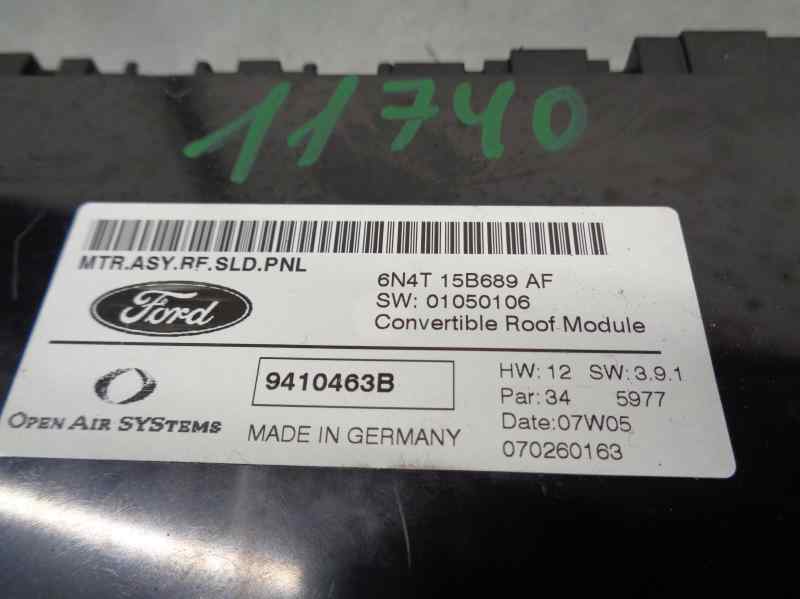 11740
MTR.ASY.RF.SLD.PNL
6N4T 15B689 AF
SW: 01050106
Convertible Roof Module
Ford
9410463B
HW: 12 SW: 3.9.1
Par: 34 5977
Date:07W05
070260163
OPEN AIR SYSTEMS
MADE IN GERMANY